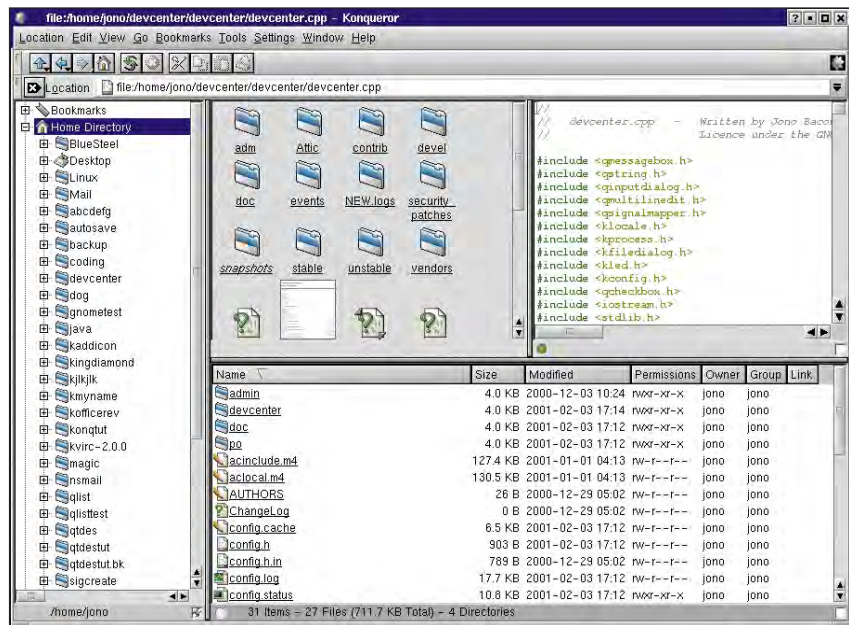 file:/home/jono/devcenter/devcenter/devcenter.cpp - Konqueror
Location Edit View Go Bookmarks Tools Settings Window Help
Location file:/home/jono/devcenter/devcenter/devcenter.cpp
Bookmarks
Home Directory
BlueSteel
Desktop
Linux
Mail
abcdefg
autosave
backup
coding
devcenter
dog
gnometest
java
kaddicon
kingdiamond
kjlkjlk
kmyname
kofficerev
konqtut
kvirc-2.0.0
magic
nsmail
qlist
qlisttest
qtdes
qtdestut
qtdestut.bk
sigcreate
/home/jono
adm Attic contrib devel
doc events NEW.logs security_
patches
snapshots stable unstable vendors
//
// devcenter.cpp - Written by Jono Bacon
// Licence under the GN
#include <qmessagebox.h>
#include <qstring.h>
#include <qinputdialog.h>
#include <qmultilinedit.h>
#include <qsignalmapper.h>
#include <klocale.h>
#include <kprocess.h>
#include <kfiledialog.h>
#include <kled.h>
#include <kconfig.h>
#include <qcheckbox.h>
#include <iostream.h>
#include <stdlib.h>
Name Size Modified Permissions Owner Group Link
admin 4.0 KB 2000-12-03 10:24 rwxr-xr-x jono jono
devcenter 4.0 KB 2001-02-03 17:14 rwxr-xr-x jono jono
doc 4.0 KB 2001-02-03 17:12 rwxr-xr-x jono jono
po 4.0 KB 2001-02-03 17:12 rwxr-xr-x jono jono
acinclude.m4 127.4 KB 2001-01-01 04:13 rw-r--r-- jono jono
aclocal.m4 130.5 KB 2001-01-01 04:13 rw-r--r-- jono jono
AUTHORS 26 B 2000-12-29 05:02 rw-r--r-- jono jono
ChangeLog 0 B 2000-12-29 05:02 rw-r--r-- jono jono
config.cache 6.5 KB 2001-02-03 17:12 rw-r--r-- jono jono
config.h 903 B 2001-02-03 17:12 rw-r--r-- jono jono
config.h.in 789 B 2000-12-29 05:02 rw-r--r-- jono jono
config.log 17.7 KB 2001-02-03 17:12 rw-r--r-- jono jono
config.status 10.8 KB 2001-02-03 17:12 rwxr-xr-x jono jono
31 Items - 27 Files (711.7 KB Total) - 4 Directories